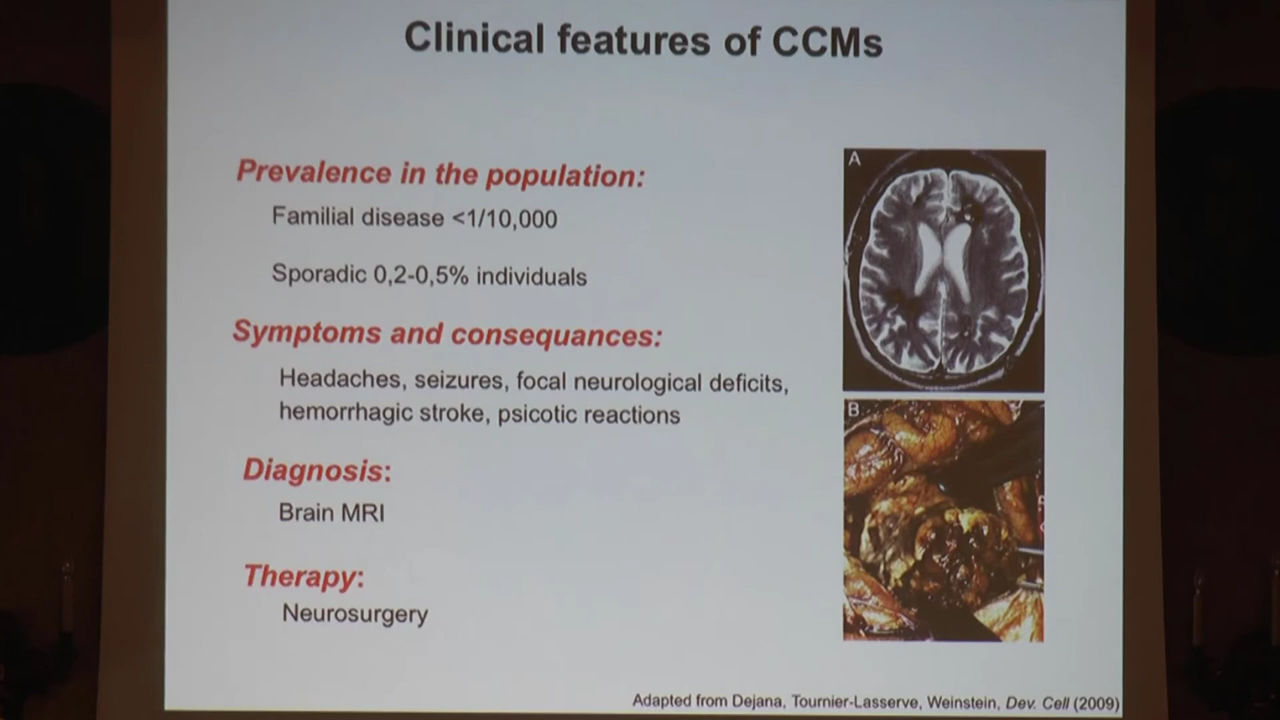 Clinical features of CCMs
Prevalence in the population:
Familial disease <1/10,000
Sporadic 0,2-0,5% individuals
Symptoms and consequances:
Headaches, seizures, focal neurological deficits,
hemorrhagic stroke, psicotic reactions
Diagnosis:
Brain MRI
Therapy:
Neurosurgery
A
B
Adapted from Dejana, Tournier-Lasserve, Weinstein, Dev. Cell (2009)